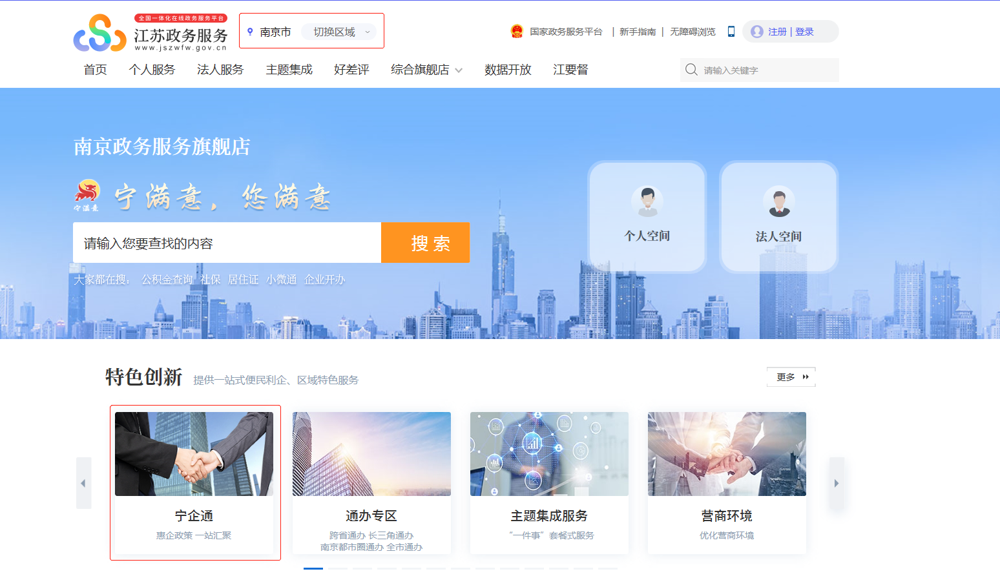 全国一体化在线政务服务平台
江苏政务服务
www.jszwfw.gov.cn
南京市 切换区域
国家政务服务平台 | 新手指南 | 无障碍浏览 注册 | 登录
首页 个人服务 法人服务 主题集成 好差评 综合旗舰店 数据开放 江要督
请输入关键字
南京政务服务旗舰店
宁满意
宁满意，您满意
请输入您要查找的内容 搜索
大家都在搜： 公积金查询 社保 居住证 小微通 企业开办
个人空间
法人空间
特色创新 提供一站式便民利企、区域特色服务
更多
宁企通
惠企政策 一站汇聚
通办专区
跨省通办 长三角通办
南京都市圈通办 全市通办
主题集成服务
“一件事”套餐式服务
营商环境
优化营商环境